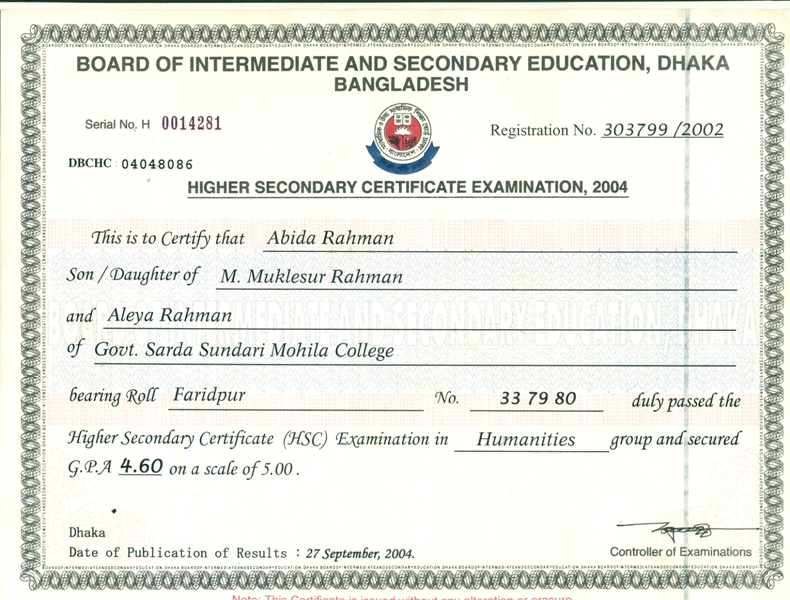 BOARD OF INTERMEDIATE AND SECONDARY EDUCATION, DHAKA
BANGLADESH
Serial No. H 0014281
Registration No. 303799 /2002
DBCHC : 04048086
HIGHER SECONDARY CERTIFICATE EXAMINATION, 2004
This is to Certify that Abida Rahman
Son / Daughter of M. Muklesur Rahman
and Aleya Rahman
of Govt. Sarda Sundari Mohila College
bearing Roll Faridpur No. 33 79 80 duly passed the
Higher Secondary Certificate (HSC) Examination in Humanities group and secured
G.P.A 4.60 on a scale of 5.00 .
Dhaka
Date of Publication of Results : 27 September, 2004.
Controller of Examinations
Note: This Certificate is issued without any alteration or erasure